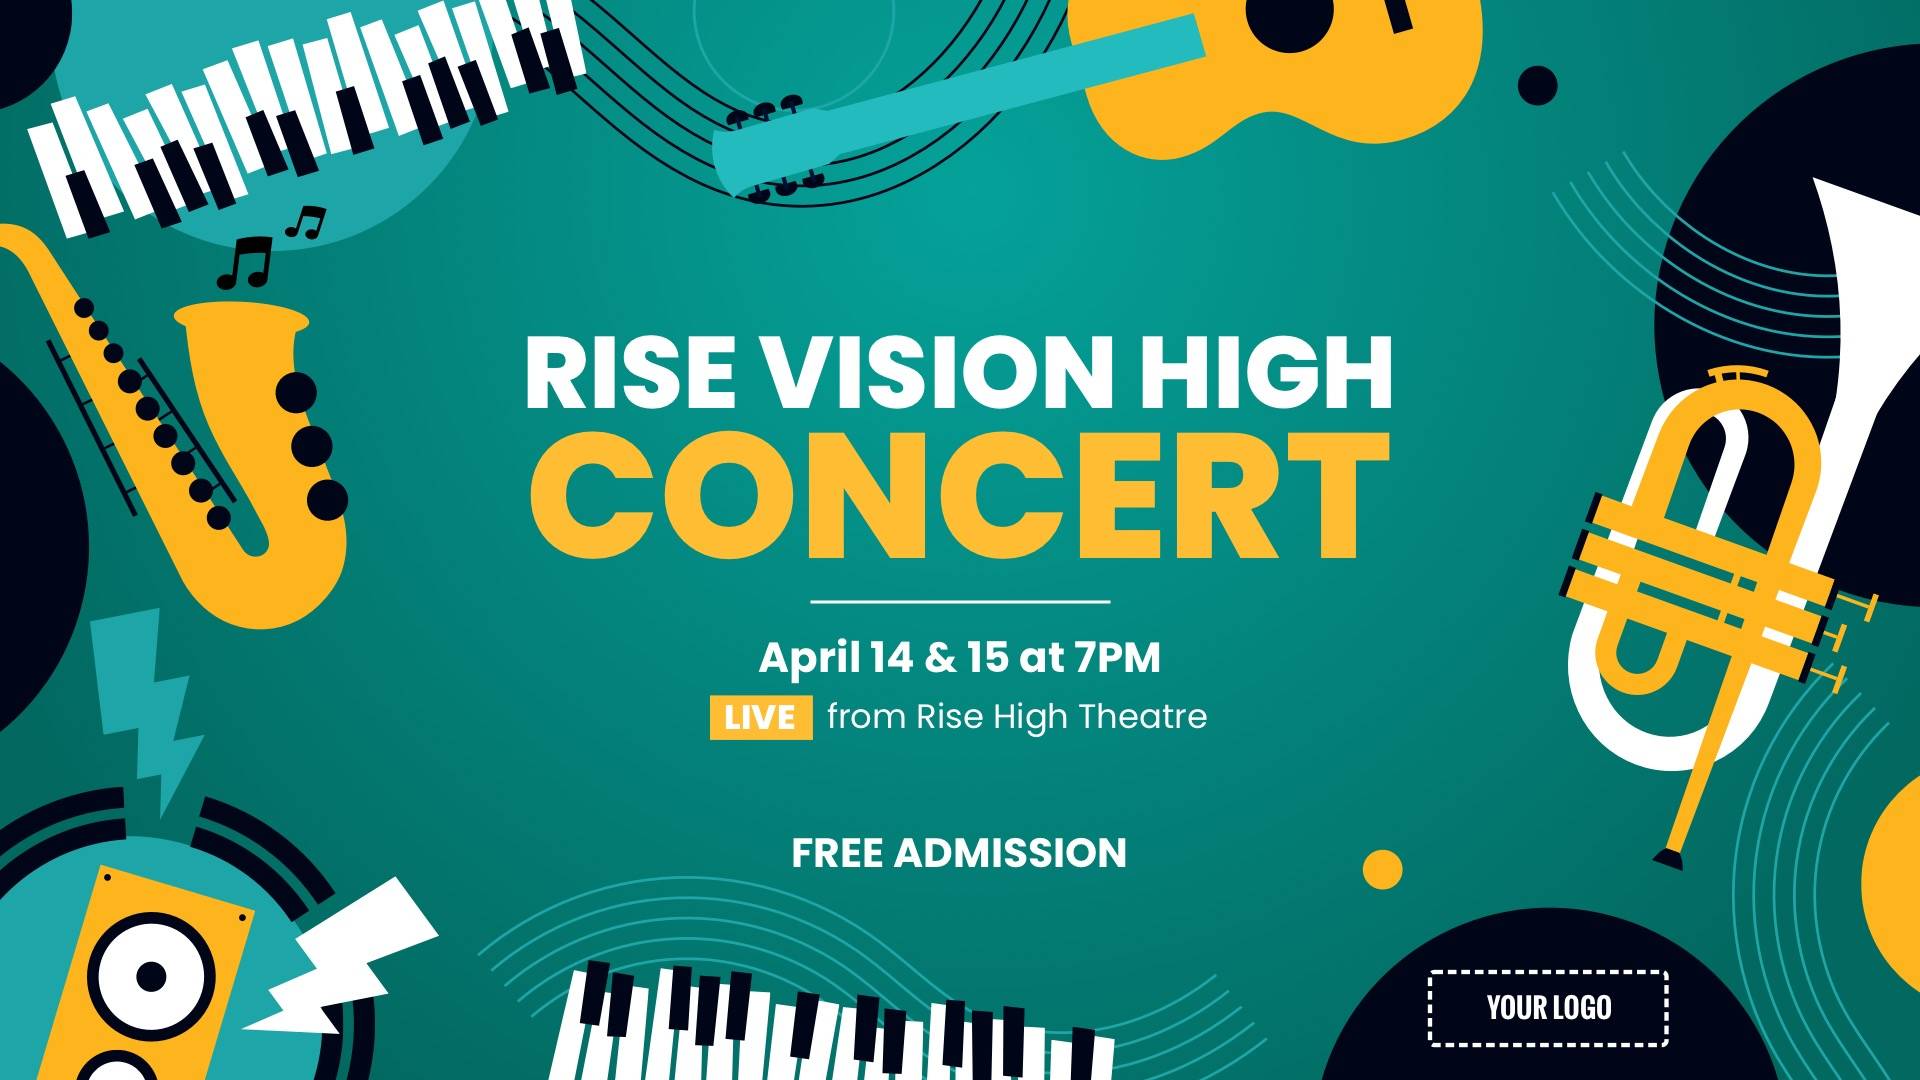 RISE VISION HIGH
CONCERT
April 14 & 15 at 7PM
LIVE from Rise High Theatre
FREE ADMISSION
YOUR LOGO